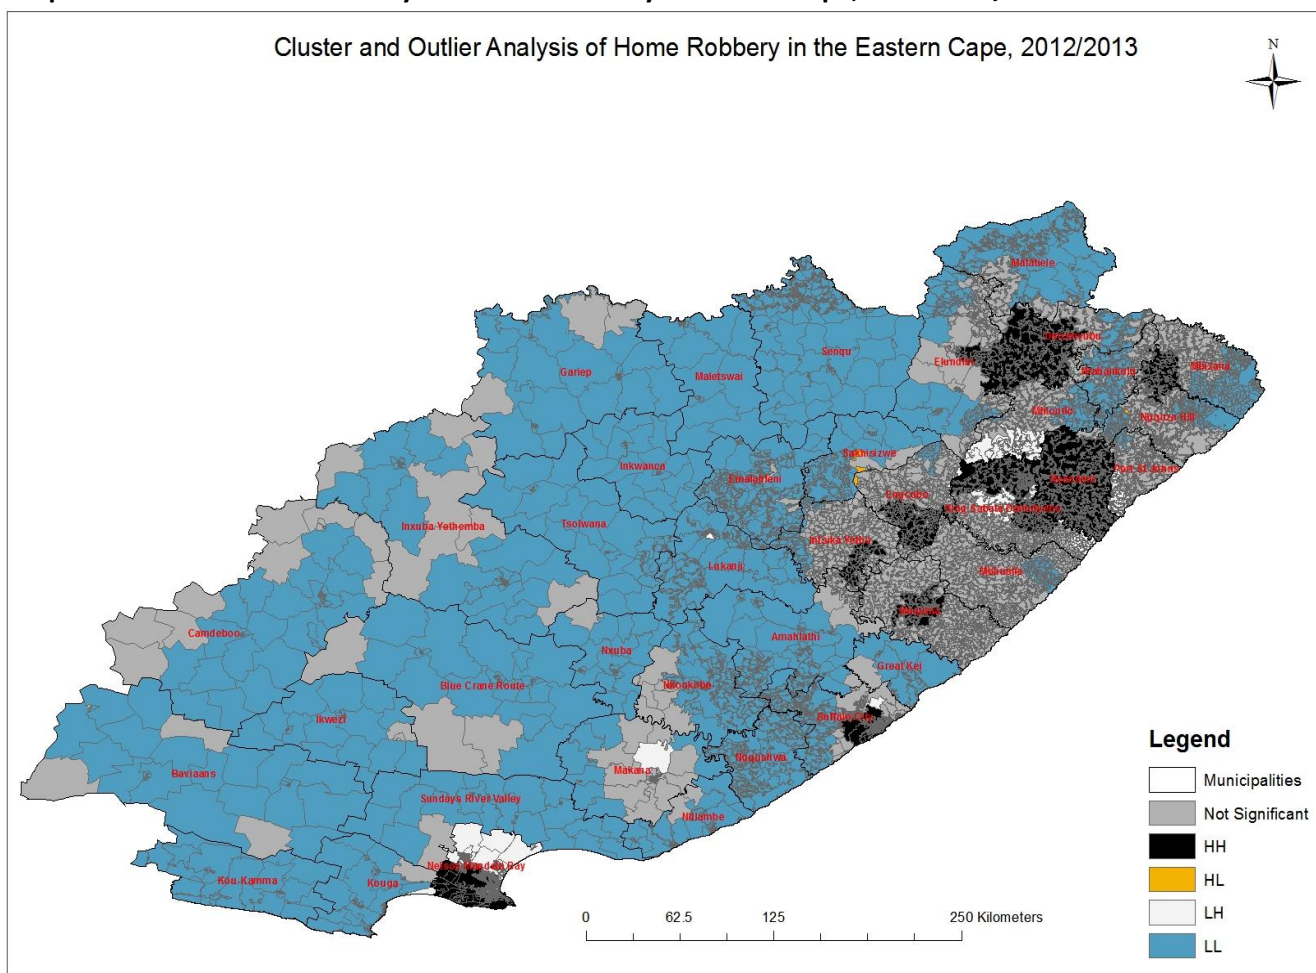 Cluster and Outlier Analysis of Home Robbery in the Eastern Cape, 2012/2013
N
Matatiele
Senqu
Elundini
Gariep
Maletswai
Mbizana
Mhlontlo
Ngquza Hill
Sakhisizwe
Inkwanca
Emalahleni
Engcobo
Port St Johns
Inxuba Yethemba
Tsolwana
Intsika Yethu
Lukanji
Mbhashe
Mnquma
Camdeboo
Amahlathi
Nxuba
Great Kei
Blue Crane Route
Nkonkobe
Ikwezi
Buffalo City
Ngqushwa
Baviaans
Makana
Sundays River Valley
Ndlambe
Nelson Mandela Bay
Kou-Kamma
Kouga
Legend
Municipalities
Not Significant
HH
HL
LH
LL
0 62.5 125 250 Kilometers